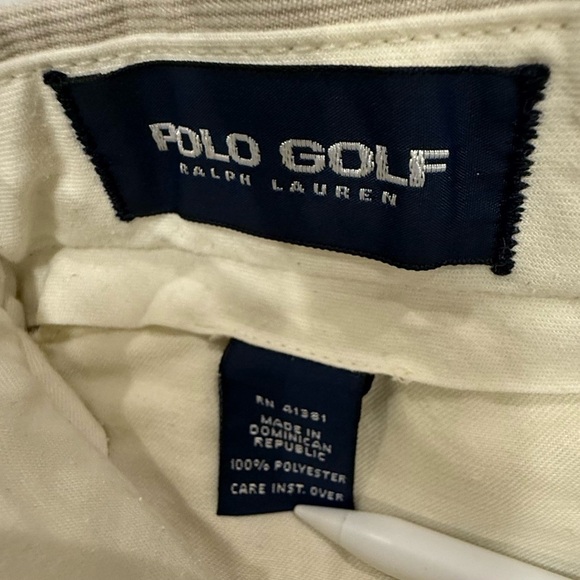 POLO GOLF
RALPH LAUREN
RN 41381
MADE IN
DOMINICAN
REPUBLIC
100% POLYESTER
CARE INST. OVER